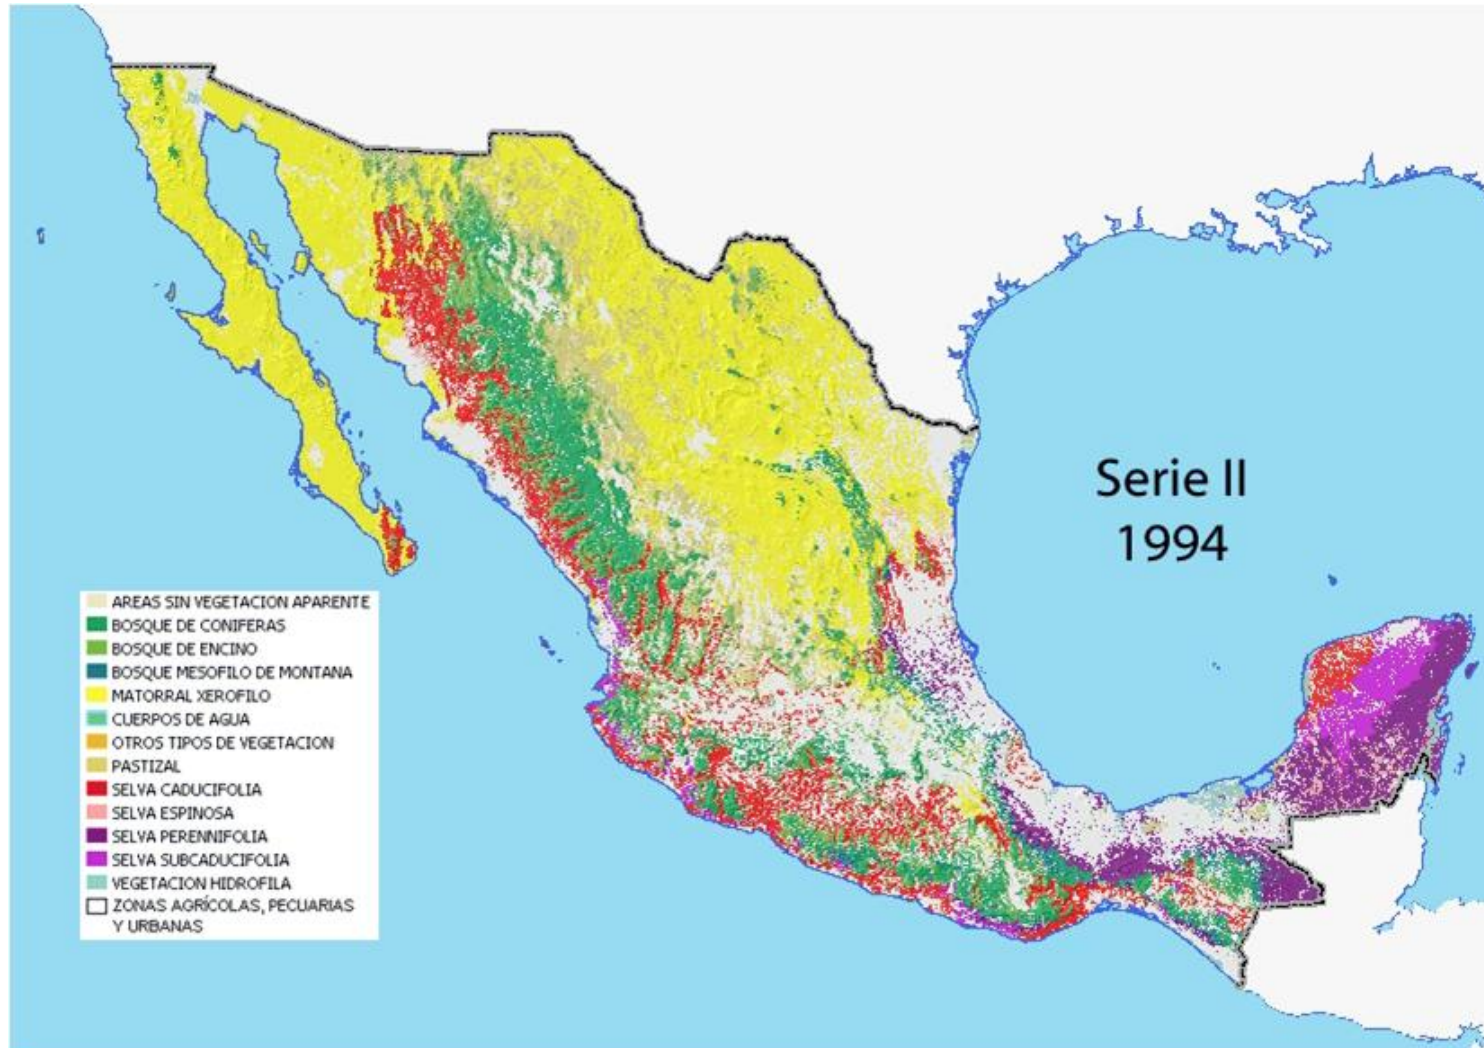 Serie II
1994
AREAS SIN VEGETACION APARENTE
BOSQUE DE CONIFERAS
BOSQUE DE ENCINO
BOSQUE MESOFILO DE MONTANA
MATORRAL XEROFILO
CUERPOS DE AGUA
OTROS TIPOS DE VEGETACION
PASTIZAL
SELVA CADUCIFOLIA
SELVA ESPINOSA
SELVA PERENNIFOLIA
SELVA SUBCADUCIFOLIA
VEGETACION HIDROFILA
ZONAS AGRÍCOLAS, PECUARIAS
Y URBANAS